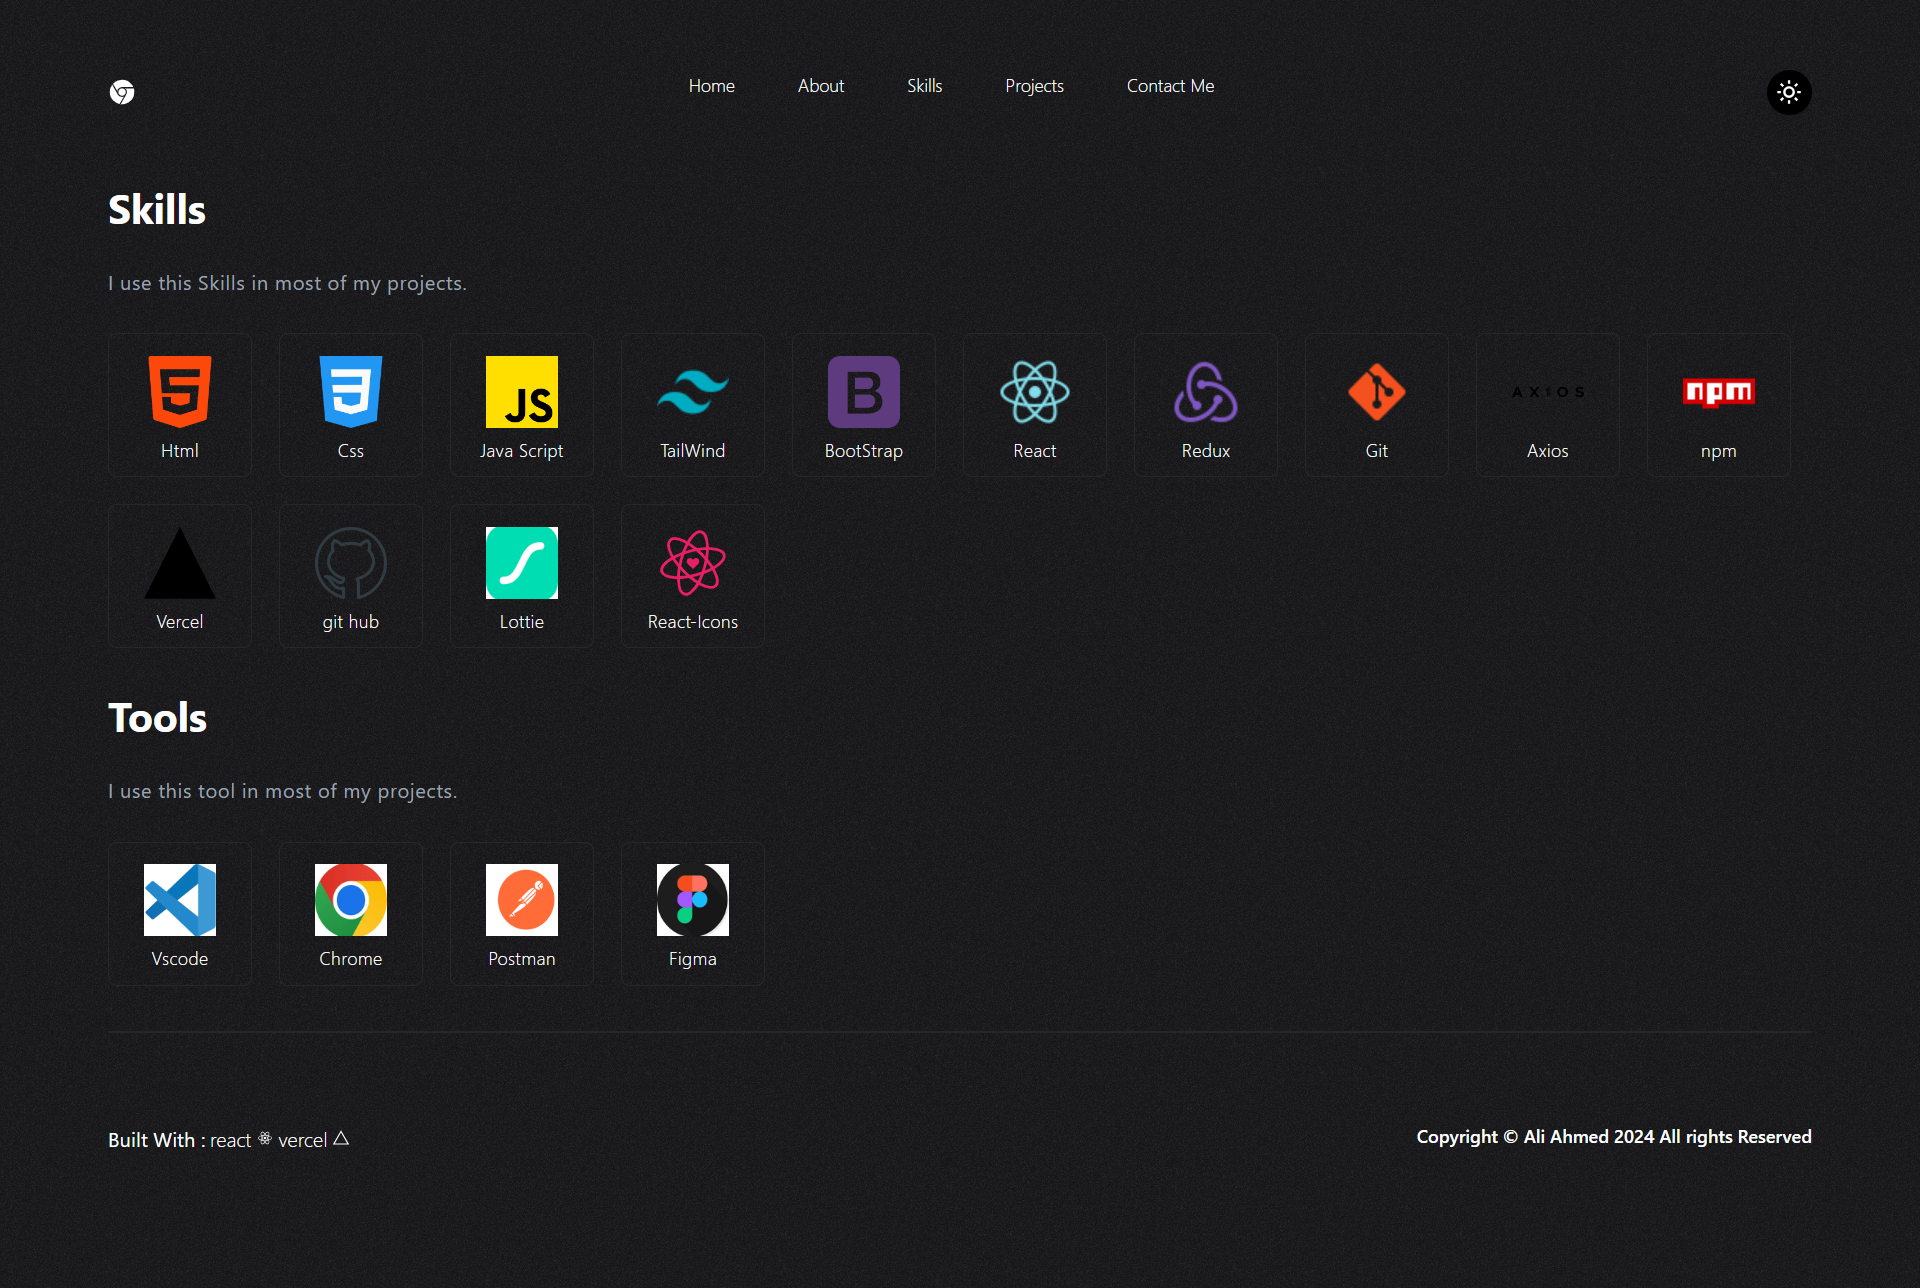 Home About Skills Projects Contact Me
Skills
I use this Skills in most of my projects.
JS B AXIOS npm
Html Css Java Script TailWind BootStrap React Redux Git Axios npm
Vercel git hub Lottie React-Icons
Tools
I use this tool in most of my projects.
Vscode Chrome Postman Figma
Built With : react vercel
Copyright © Ali Ahmed 2024 All rights Reserved